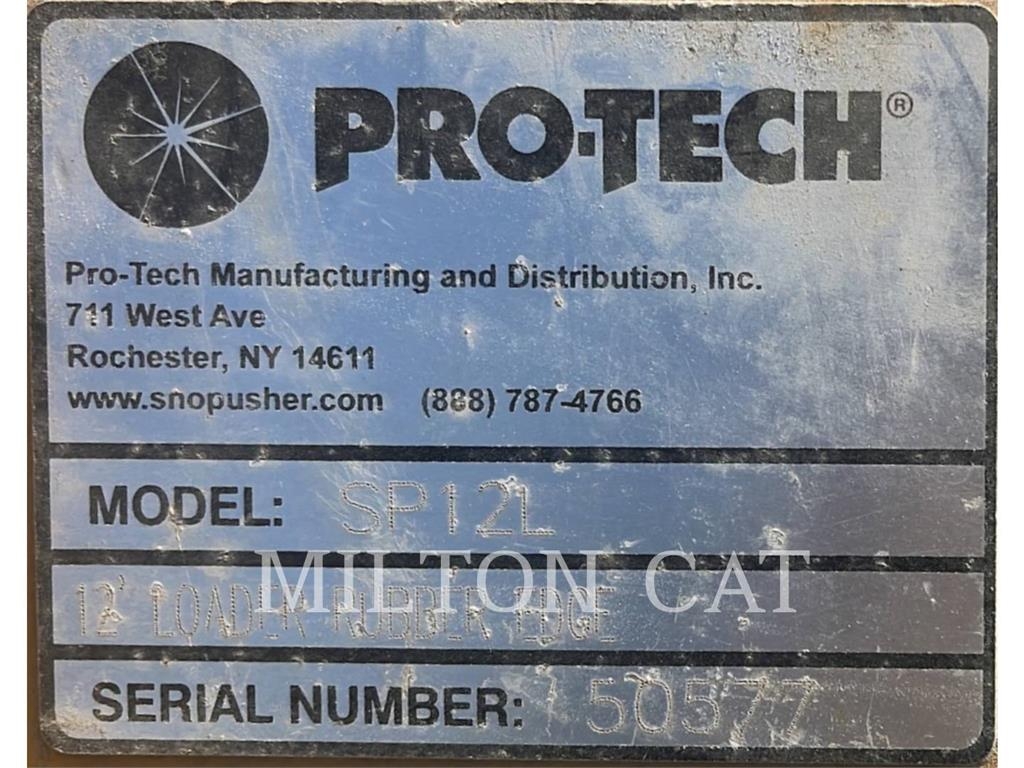 PRO-TECH®
Pro-Tech Manufacturing and Distribution, Inc.
711 West Ave
Rochester, NY 14611
www.snopusher.com (888) 787-4766
MODEL: SP12L
MILTON CAT
12' LOADER RUBBER EDGE
SERIAL NUMBER: 50577